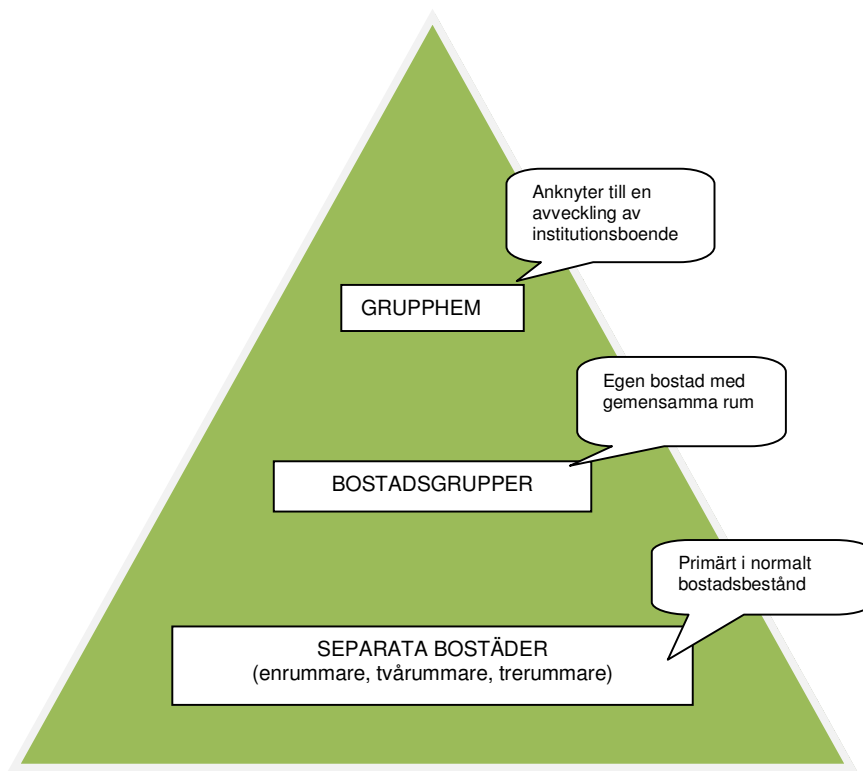 Anknyter till en
avveckling av
institutionsboende
GRUPPHEM
Egen bostad med
gemensamma rum
BOSTADSGRUPPER
Primärt i normalt
bostadsbestånd
SEPARATA BOSTÄDER
(enrummare, tvårummare, trerummare)